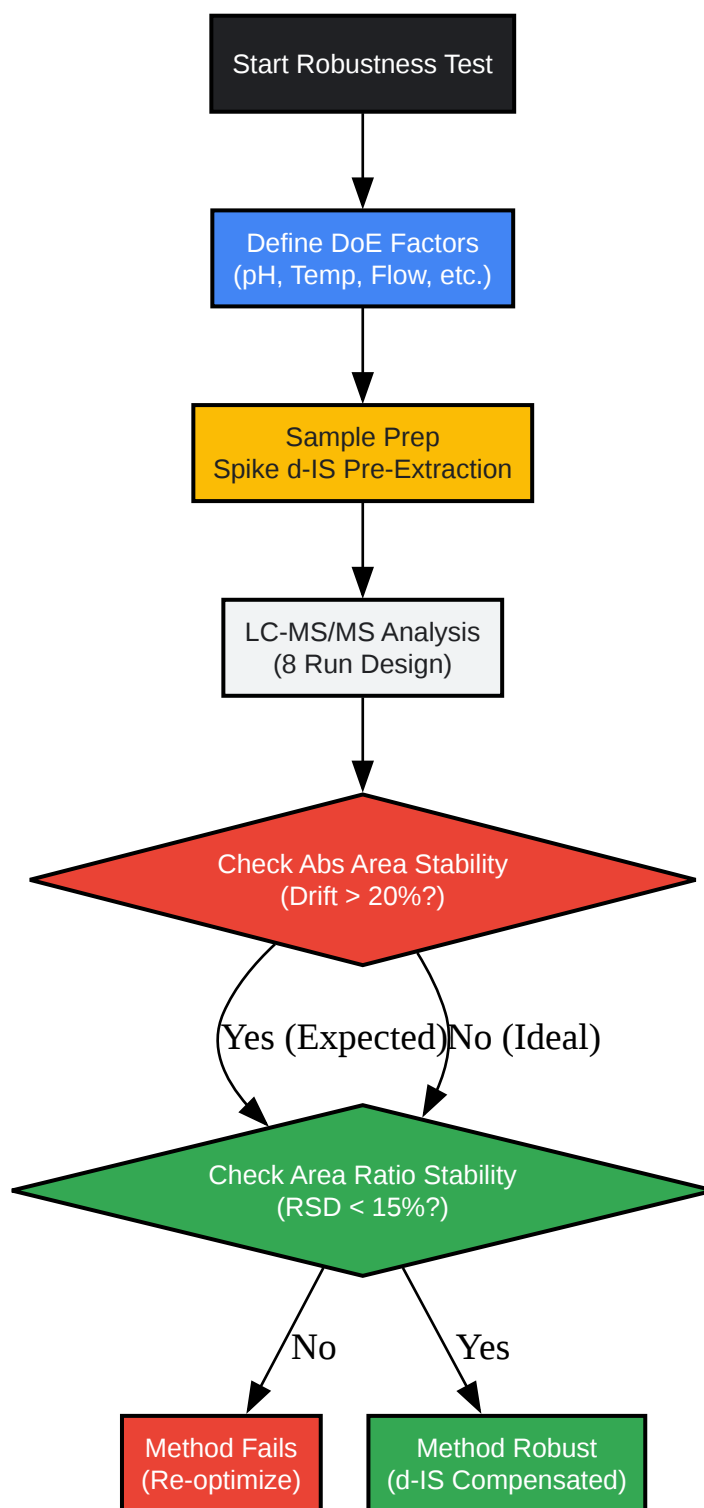 Start Robustness Test
Define DoE Factors
(pH, Temp, Flow, etc.)
Sample Prep
Spike d-IS Pre-Extraction
LC-MS/MS Analysis
(8 Run Design)
Check Abs Area Stability
(Drift > 20%?)
Yes (Expected)
No (Ideal)
Check Area Ratio Stability
(RSD < 15%?)
No
Yes
Method Fails
(Re-optimize)
Method Robust
(d-IS Compensated)